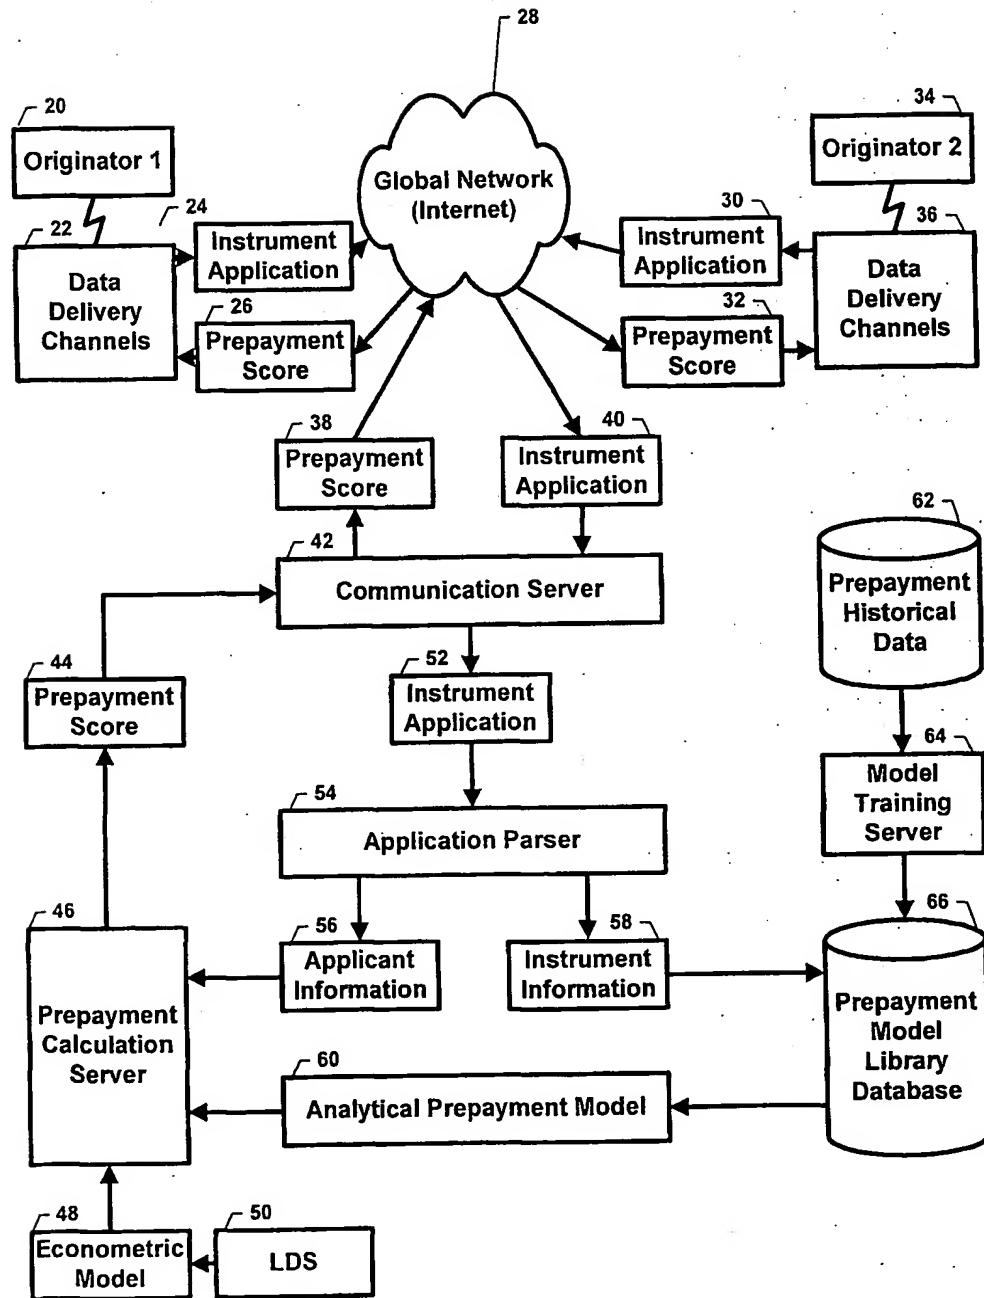 28
20
34
Originator 1
Originator 2
Global Network
(Internet)
24
30
22
36
Instrument
Application
Instrument
Application
Data
Delivery
Channels
Data
Delivery
Channels
26
32
Prepayment
Score
Prepayment
Score
38
40
Prepayment
Score
Instrument
Application
42
62
Communication Server
Prepayment
Historical
Data
44
52
Prepayment
Score
Instrument
Application
64
54
Model
Training
Server
Application Parser
46
56
58
66
Applicant
Information
Instrument
Information
Prepayment
Calculation
Server
Prepayment
Model
Library
Database
60
Analytical Prepayment Model
48
50
Econometric
Model
LDS